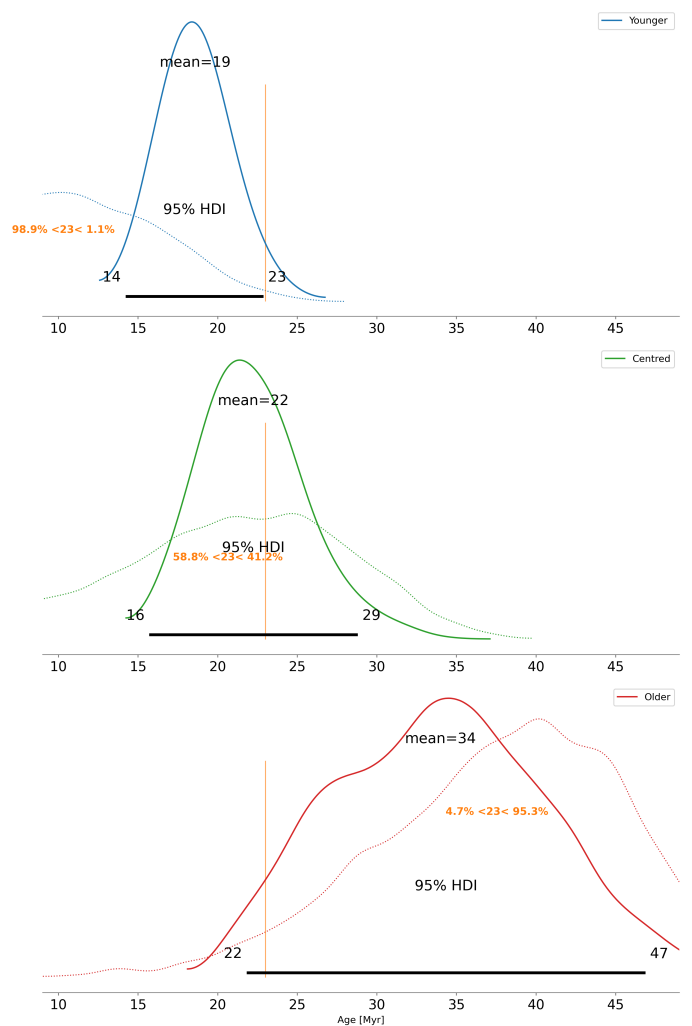 Younger
mean=19
95% HDI
98.9% <23< 1.1%
14
23
10 15 20 25 30 35 40 45
Centred
mean=22
95% HDI
58.8% <23< 41.2%
16
29
10 15 20 25 30 35 40 45
Older
mean=34
4.7% <23< 95.3%
95% HDI
22
47
10 15 20 25 30 35 40 45
Age [Myr]